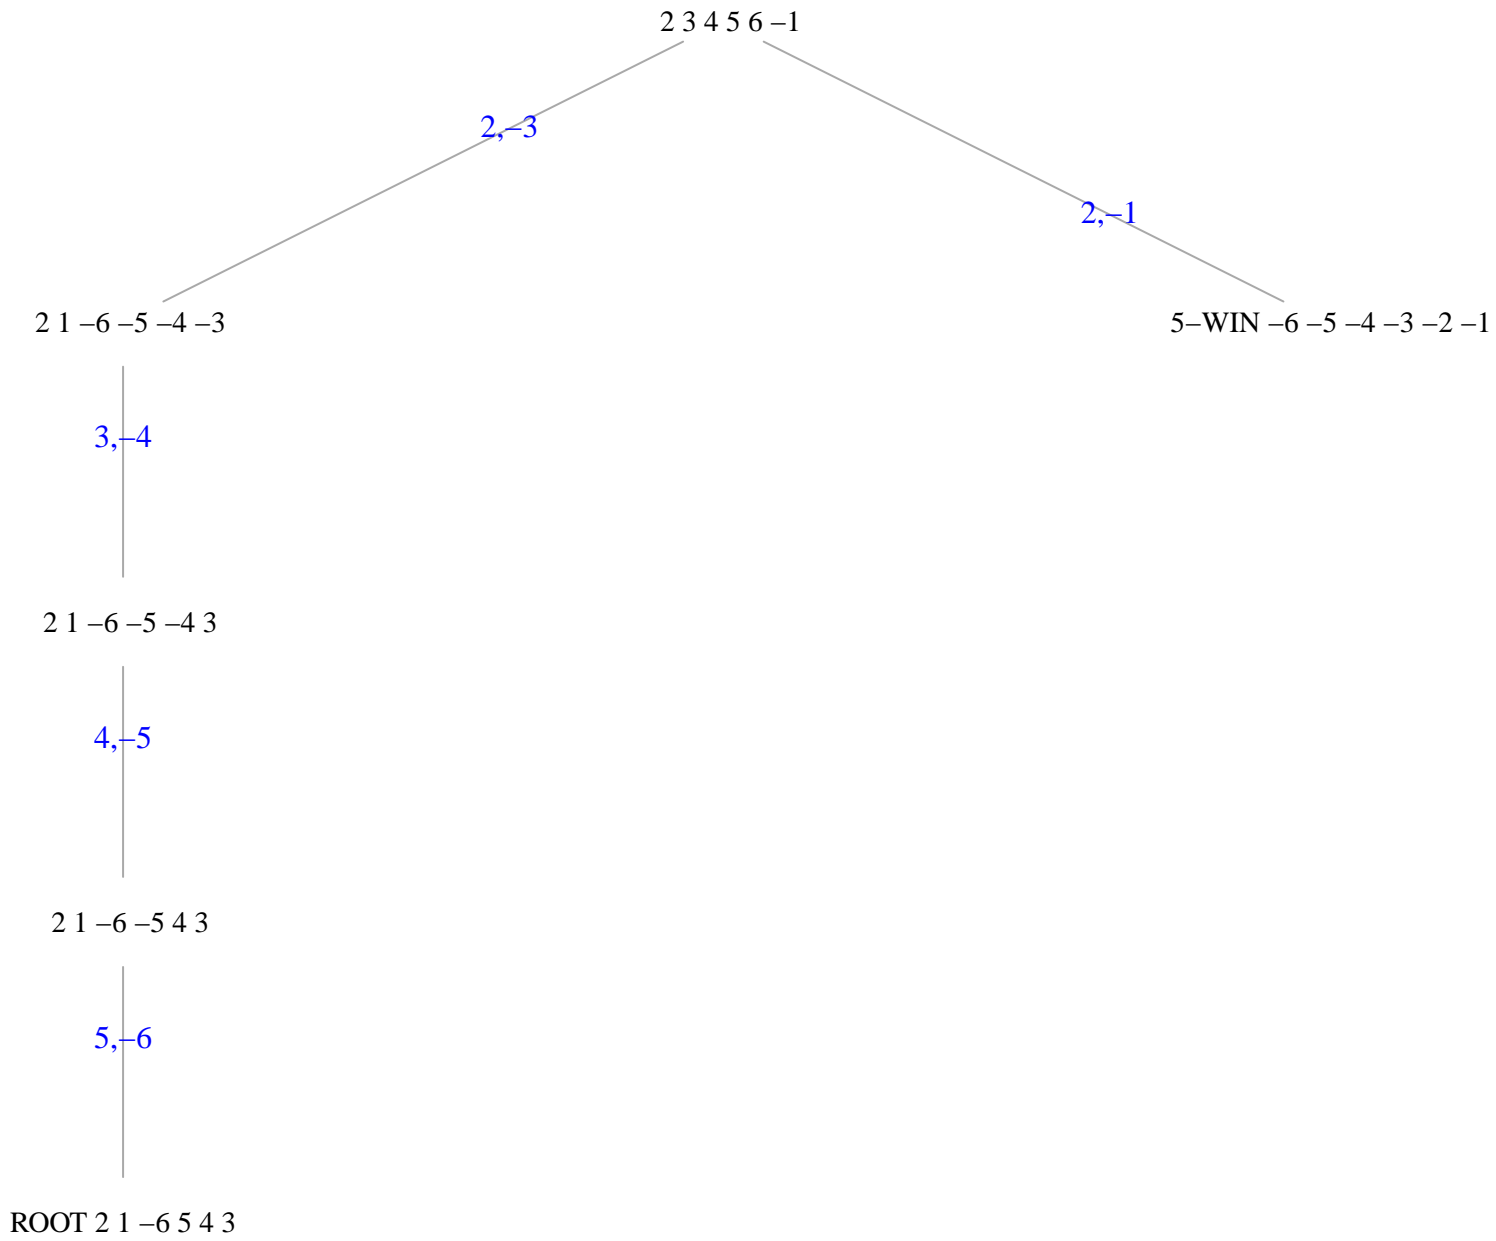 2 3 4 5 6 –1
2,–3
2,–1
2 1 –6 –5 –4 –3
5–WIN –6 –5 –4 –3 –2 –1
3,–4
2 1 –6 –5 –4 3
4,–5
2 1 –6 –5 4 3
5,–6
ROOT 2 1 –6 5 4 3